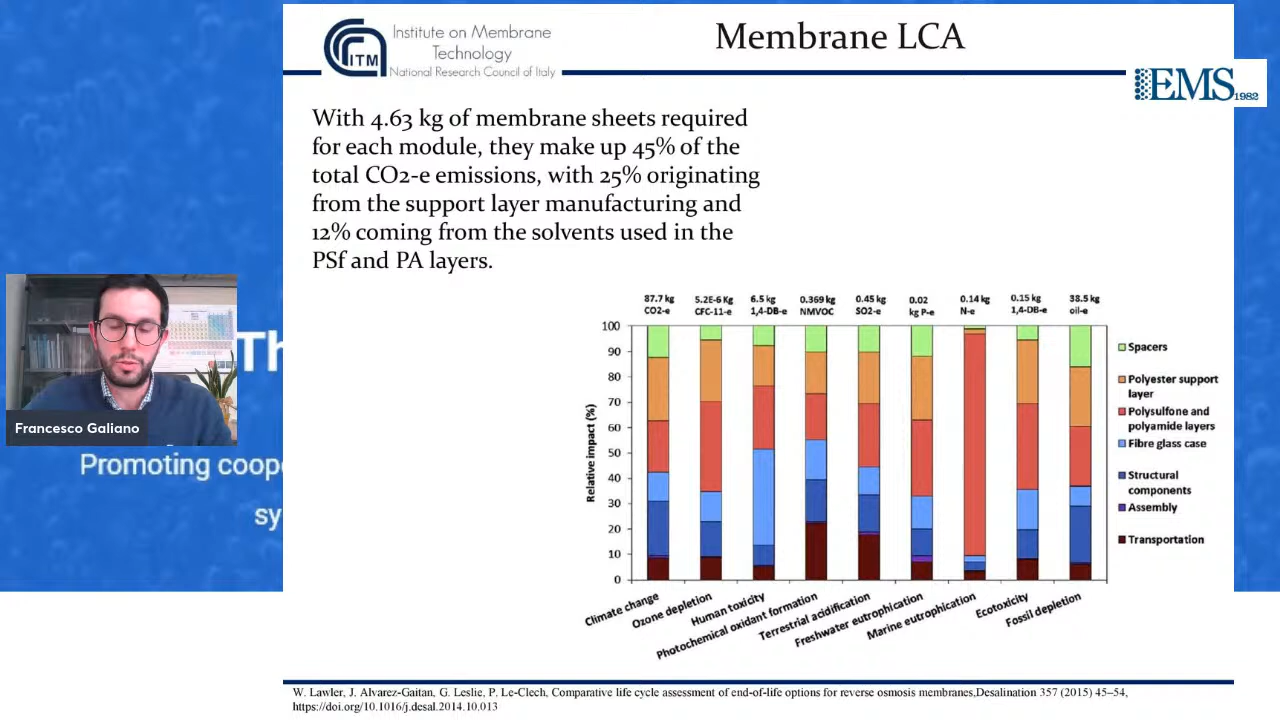 ITM
Institute on Membrane
Technology
National Research Council of Italy
Membrane LCA
EMS 1982
With 4.63 kg of membrane sheets required
for each module, they make up 45% of the
total CO2-e emissions, with 25% originating
from the support layer manufacturing and
12% coming from the solvents used in the
PSf and PA layers.
Th
Francesco Galiano
Promoting coop
sy
87.7 kg 5.2E-6 Kg 6.5 kg 0.369 kg 0.45 kg 0.02 0.14 kg 0.15 kg 38.5 kg
CO2-e CFC-11-e 1,4-DB-e NMVOC SO2-e kg P-e N-e 1,4-DB-e oil-e
100
90
80
70
60
50
40
30
20
10
0
Relative impact (%)
Climate change
Ozone depletion
Human toxicity
Photochemical oxidant formation
Terrestrial acidification
Freshwater eutrophication
Marine eutrophication
Ecotoxicity
Fossil depletion
Spacers
Polyester support
layer
Polysulfone and
polyamide layers
Fibre glass case
Structural
components
Assembly
Transportation
W. Lawler, J. Alvarez-Gaitan, G. Leslie, P. Le-Clech, Comparative life cycle assessment of end-of-life options for reverse osmosis membranes,Desalination 357 (2015) 45–54,
https://doi.org/10.1016/j.desal.2014.10.013